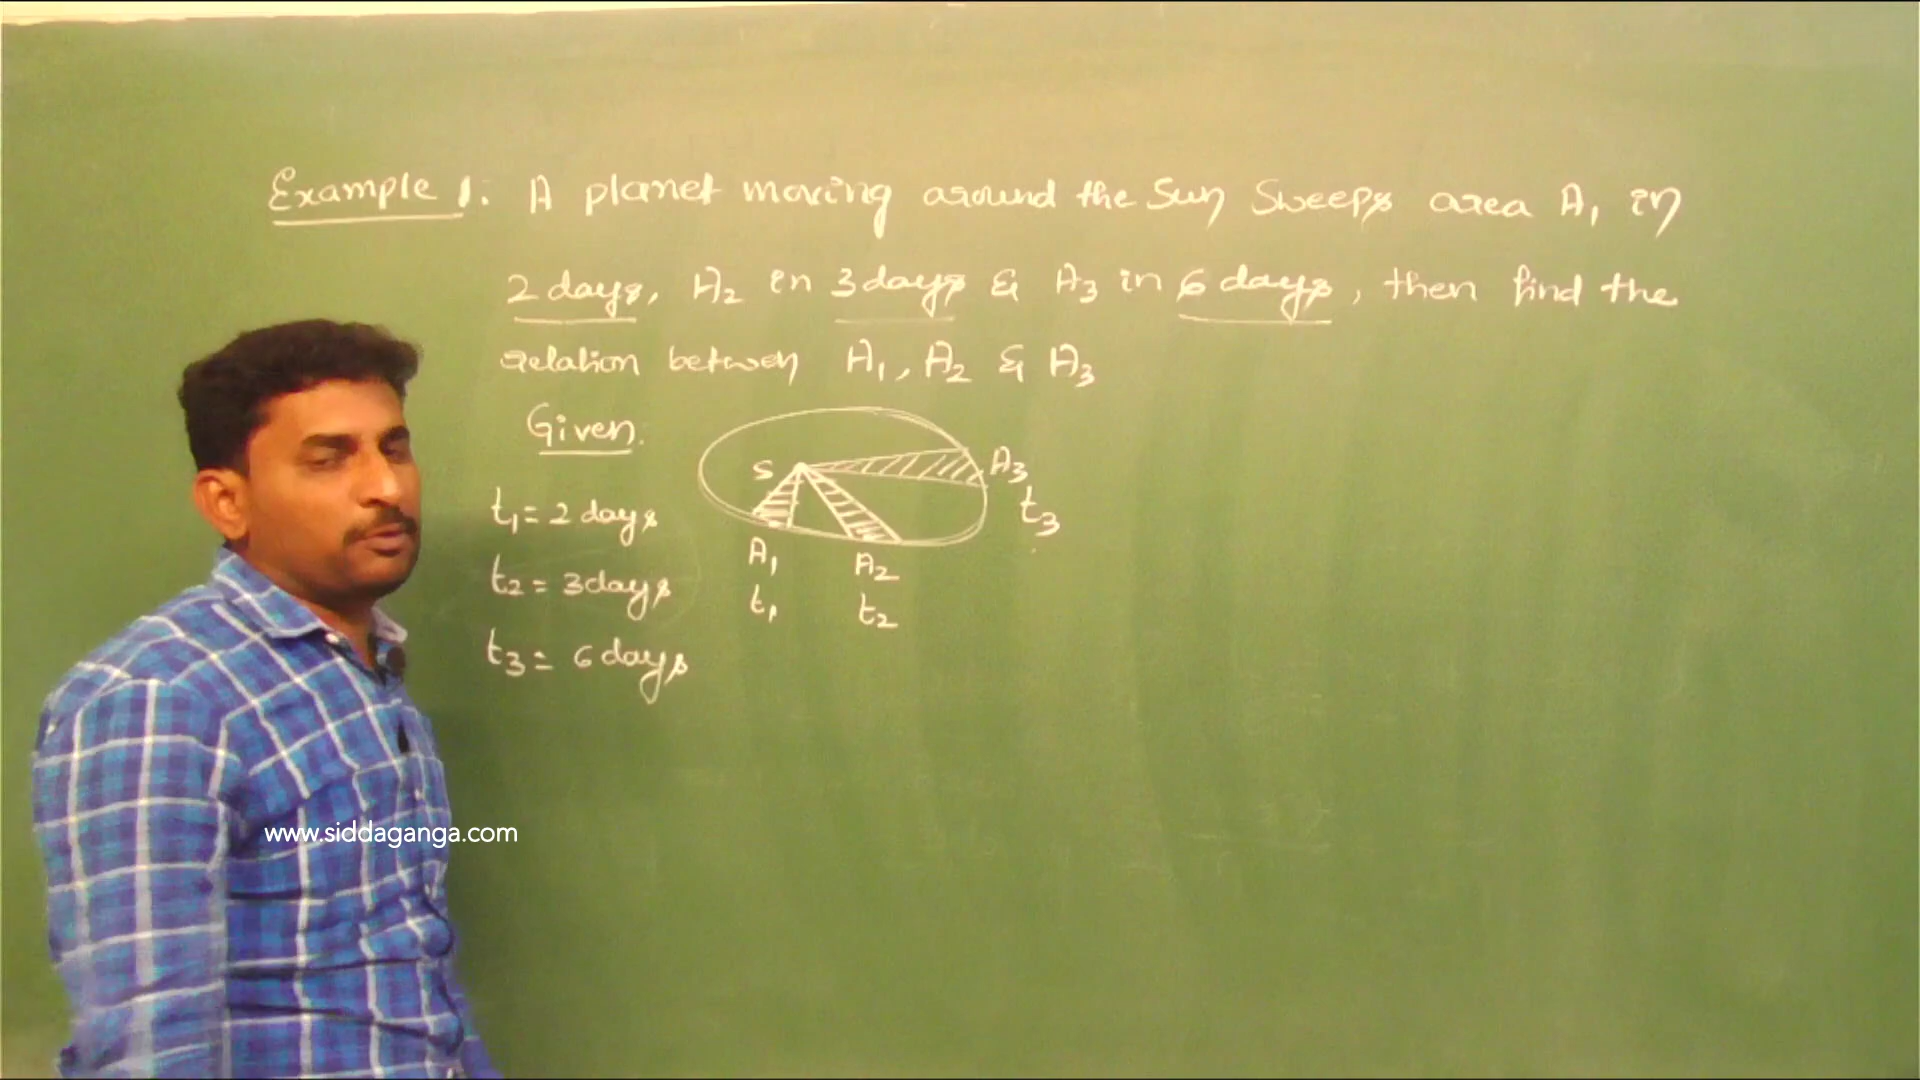 Example 1: A planet moving around the Sun Sweeps area A1 in
2 days, A2 in 3 days & A3 in 6 days, then find the
relation between A1, A2 & A3
Given.
S
A3
t1 = 2 days
t3
A1
A2
t2 = 3 days
t1
t2
t3 = 6 days
www.siddaganga.com